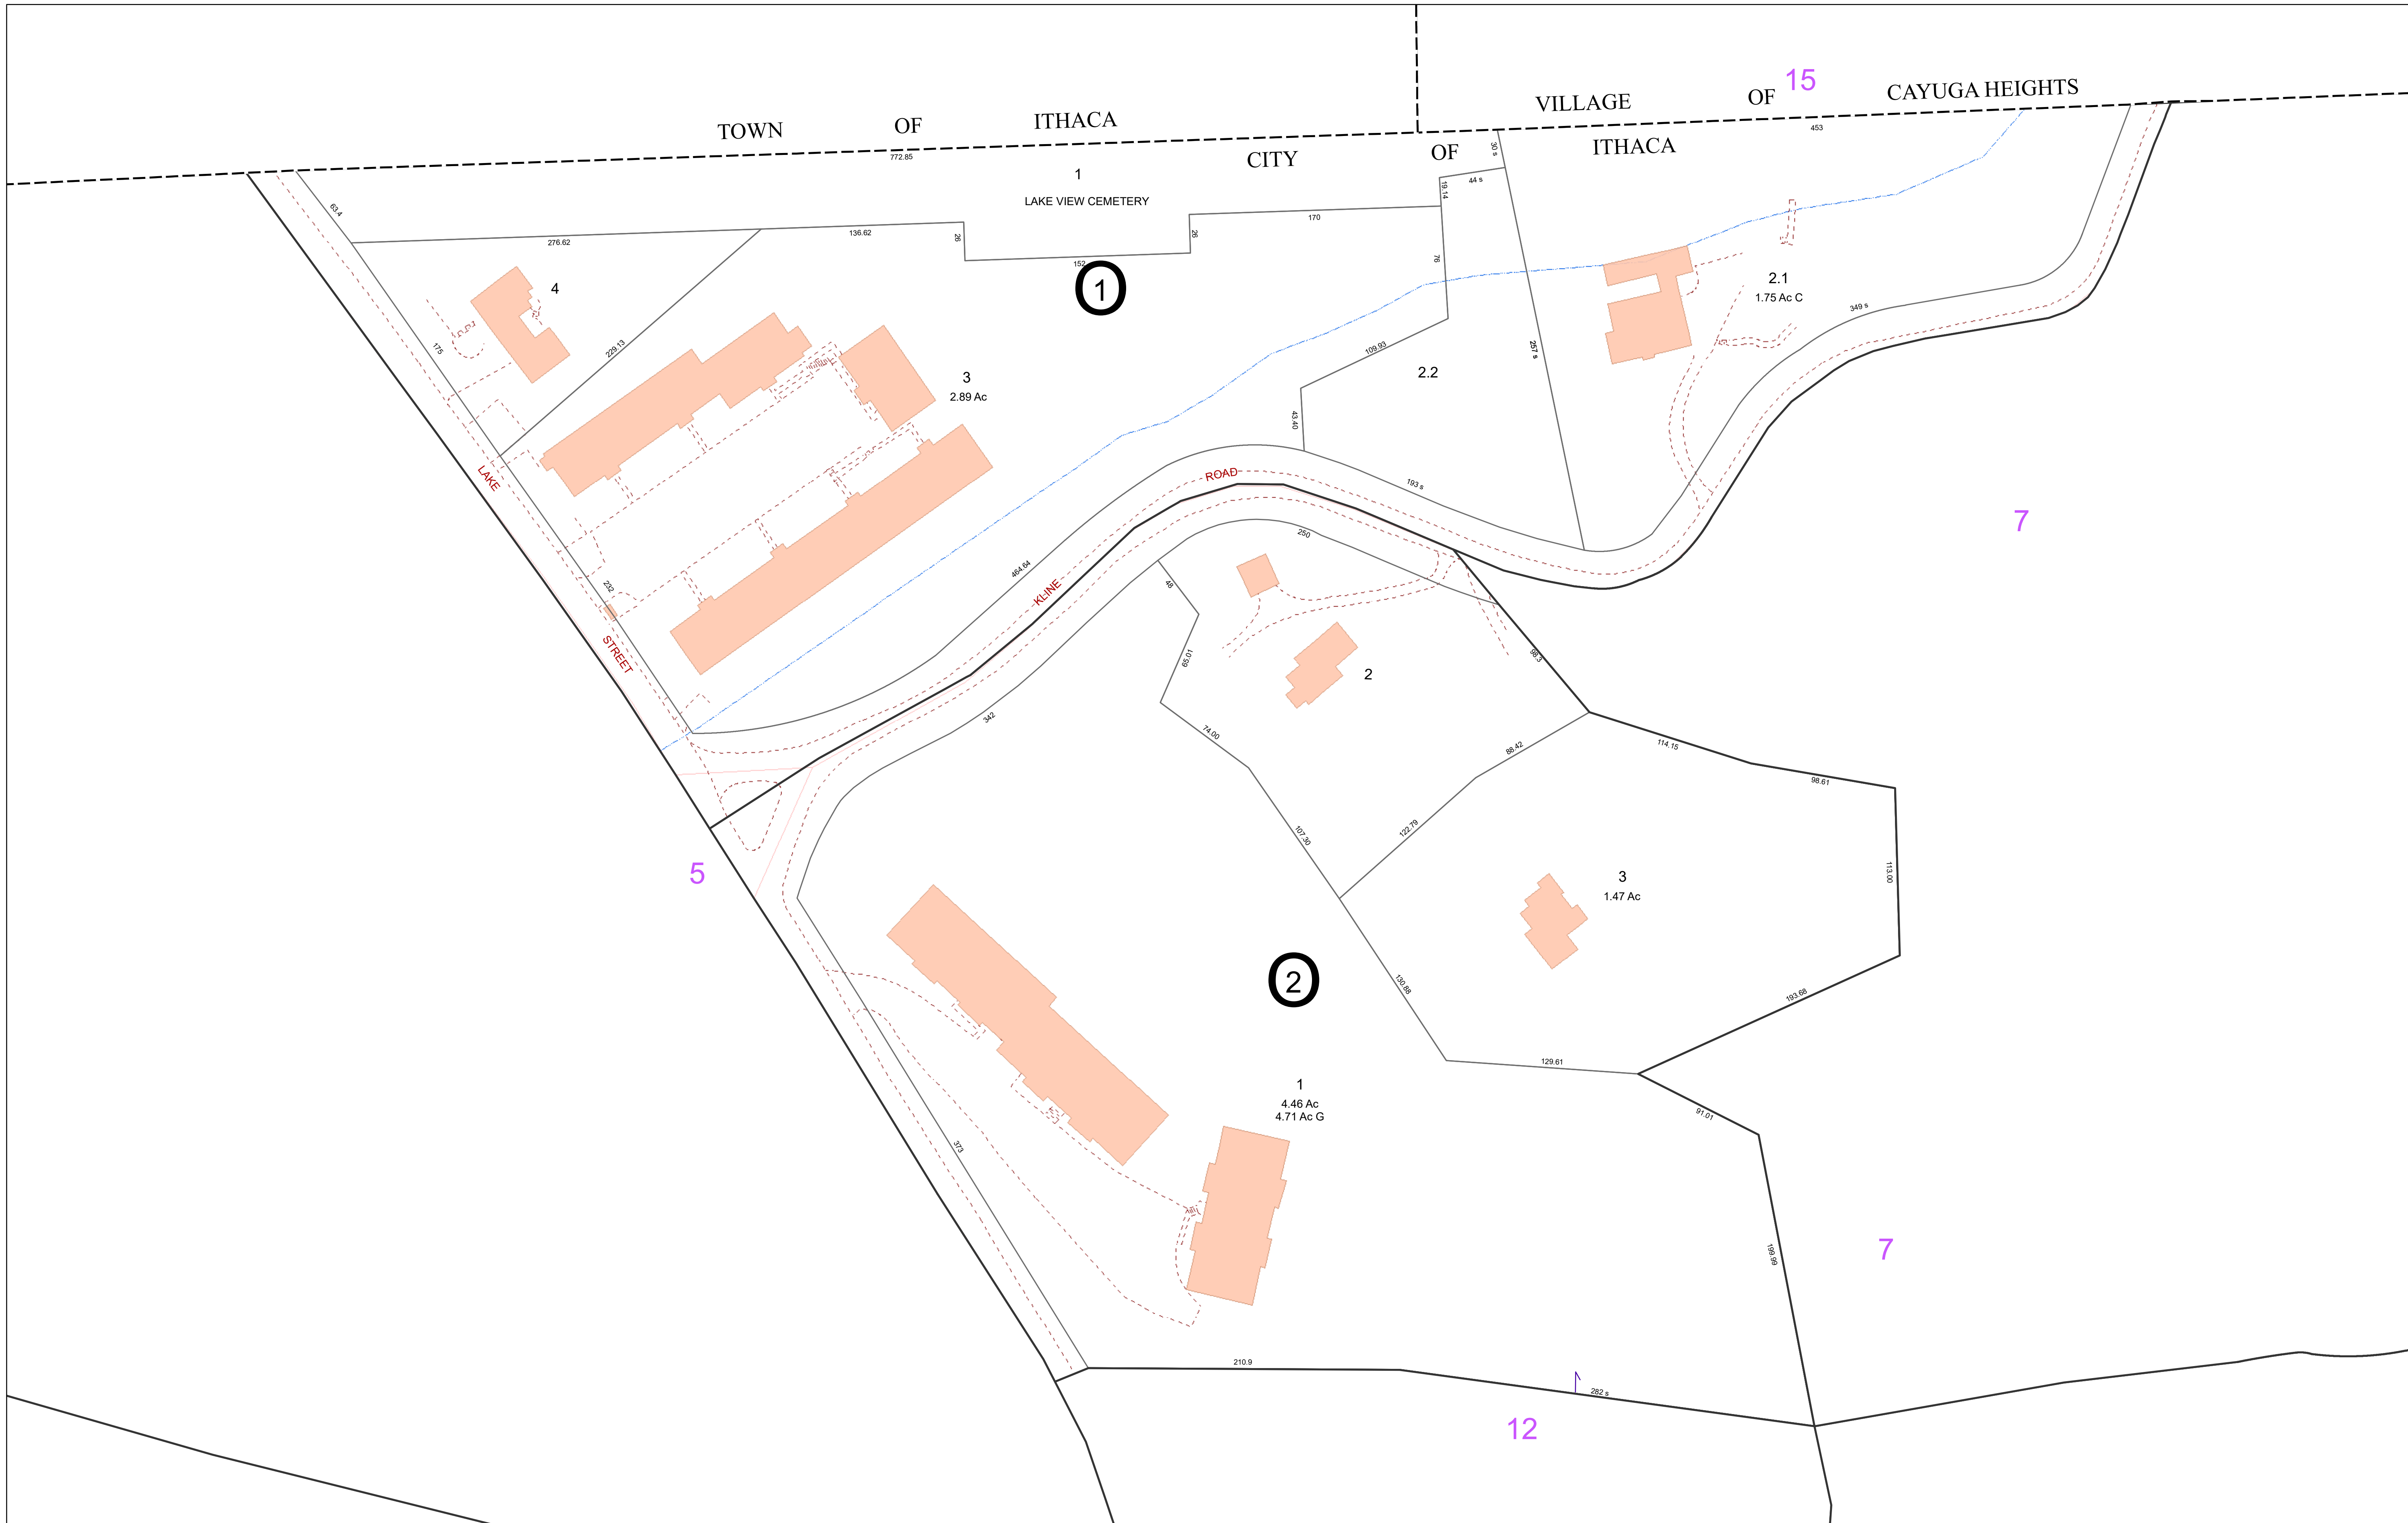 15
VILLAGE OF CAYUGA HEIGHTS
TOWN OF ITHACA
453
772.85
CITY OF ITHACA
30 s
1
44 s
19.14
LAKE VIEW CEMETERY
63.4
170
136.62
276.62
26
26
152
76
1
2.1
1.75 Ac C
4
349 s
175
229.13
109.93
257 s
2.2
3
2.89 Ac
43.40
LAKE
ROAD
193 s
7
250
464.64
48
232
KLINE
STREET
65.01
98.3
2
342
74.00
88.42
114.15
98.61
107.30
122.79
5
113.00
3
1.47 Ac
2
130.88
193.68
129.61
1
4.46 Ac
4.71 Ac G
91.01
373
199.99
7
210.9
282 s
12